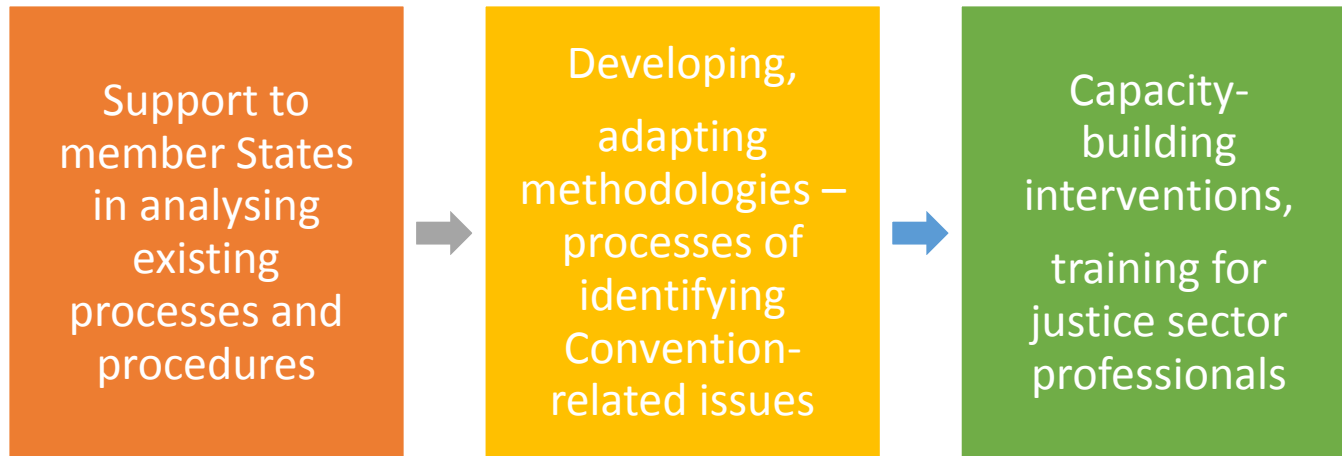 Support to
member States
in analysing
existing
processes and
procedures
Developing,
adapting
methodologies –
processes of
identifying
Convention-
related issues
Capacity-
building
interventions,
training for
justice sector
professionals